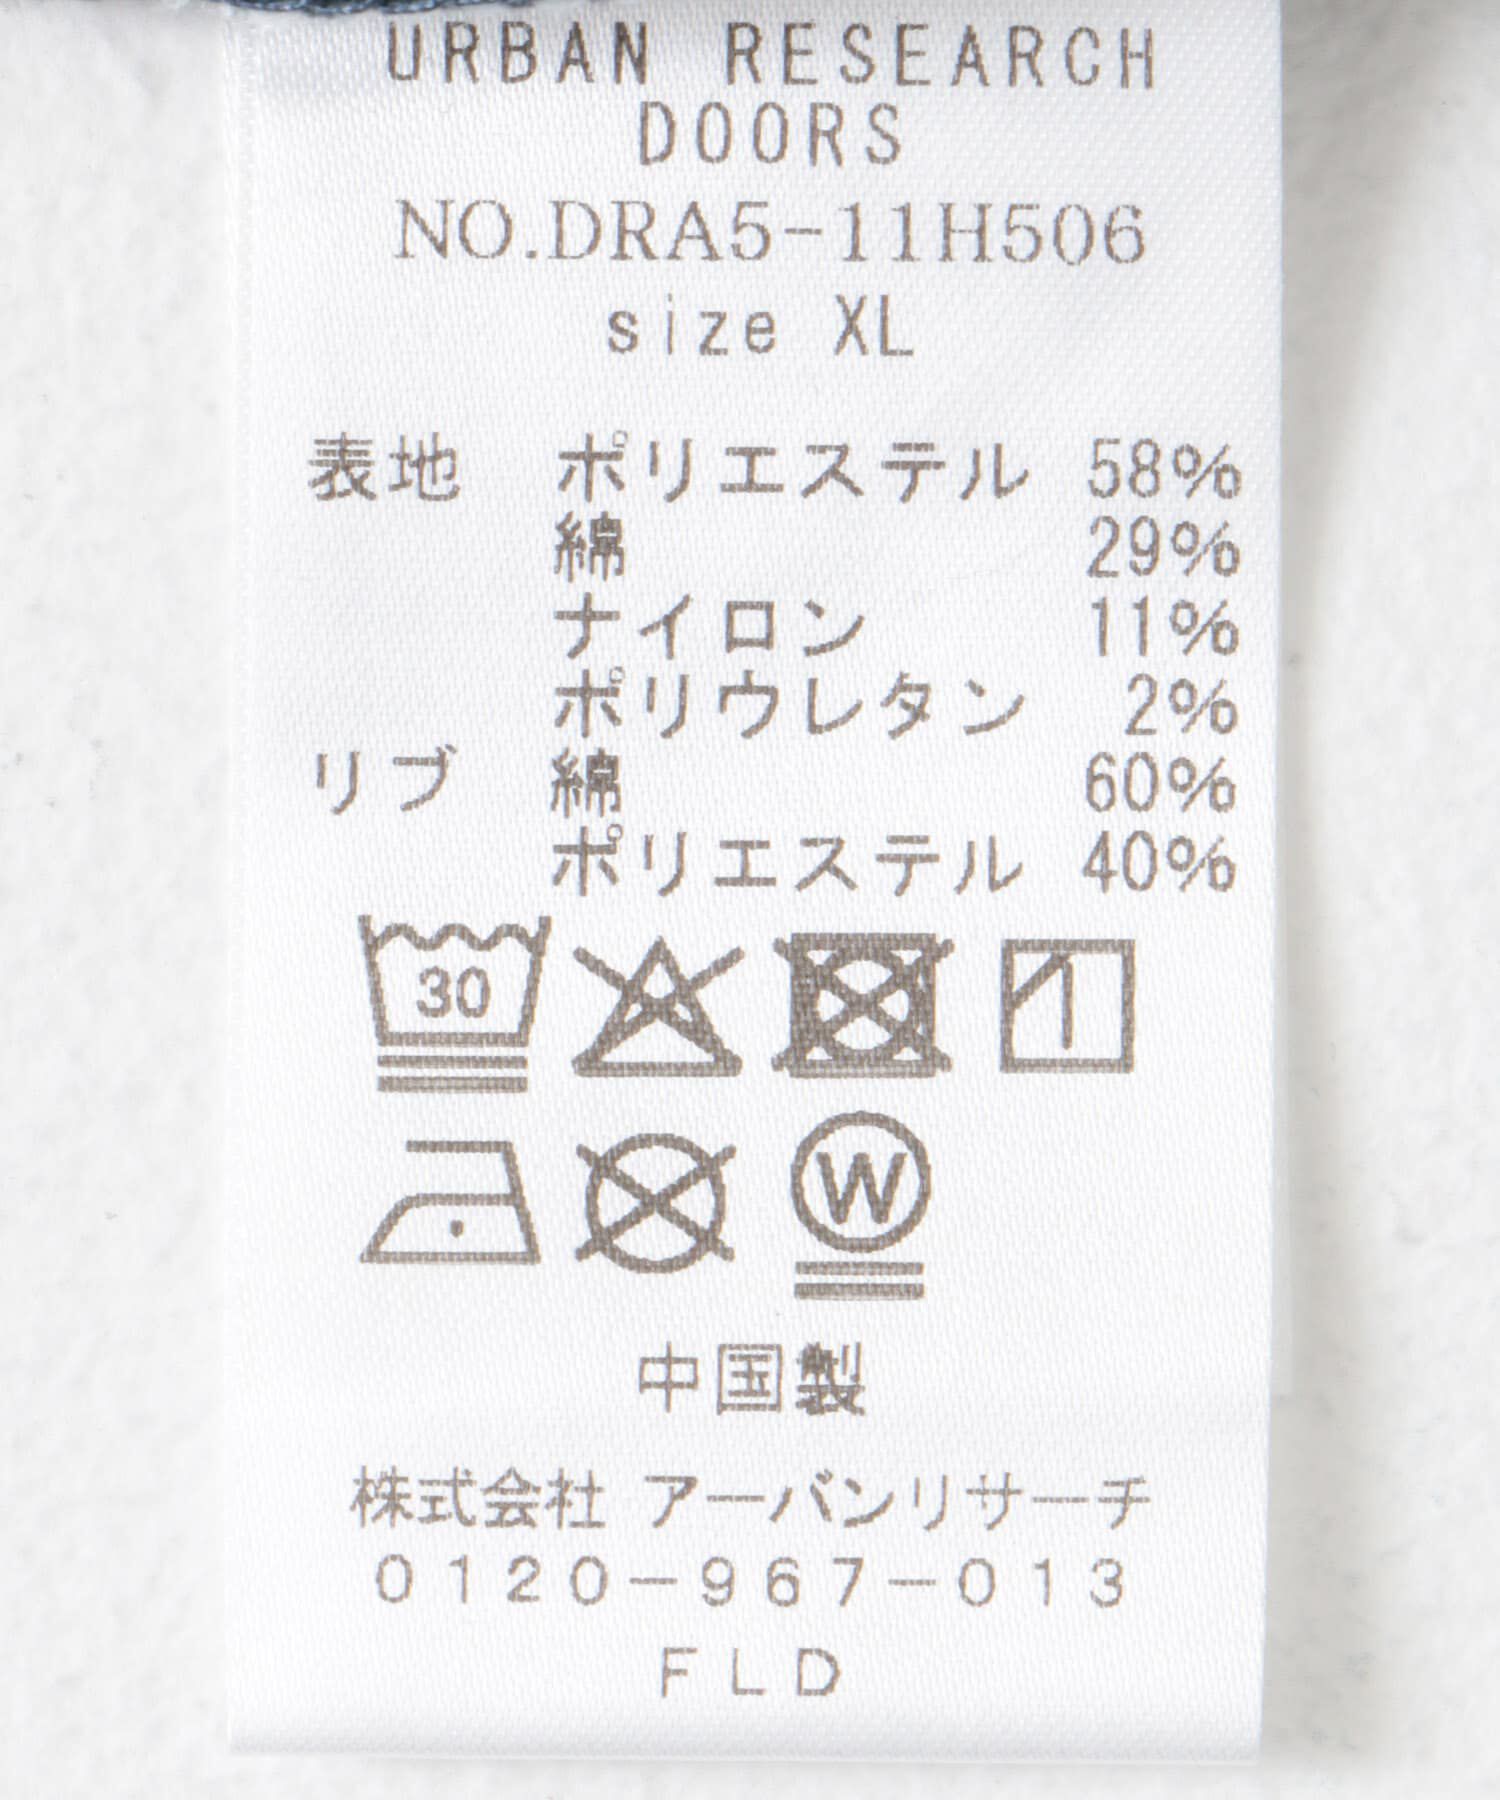 URBAN RESEARCH
DOORS
NO.DRA5-11H506
size XL
表地 ポリエステル 58%
綿 29%
ナイロン 11%
ポリウレタン 2%
リブ 綿 60%
ポリエステル 40%
30
W
中国製
株式会社 アーバンリサーチ
0120-967-013
FLD